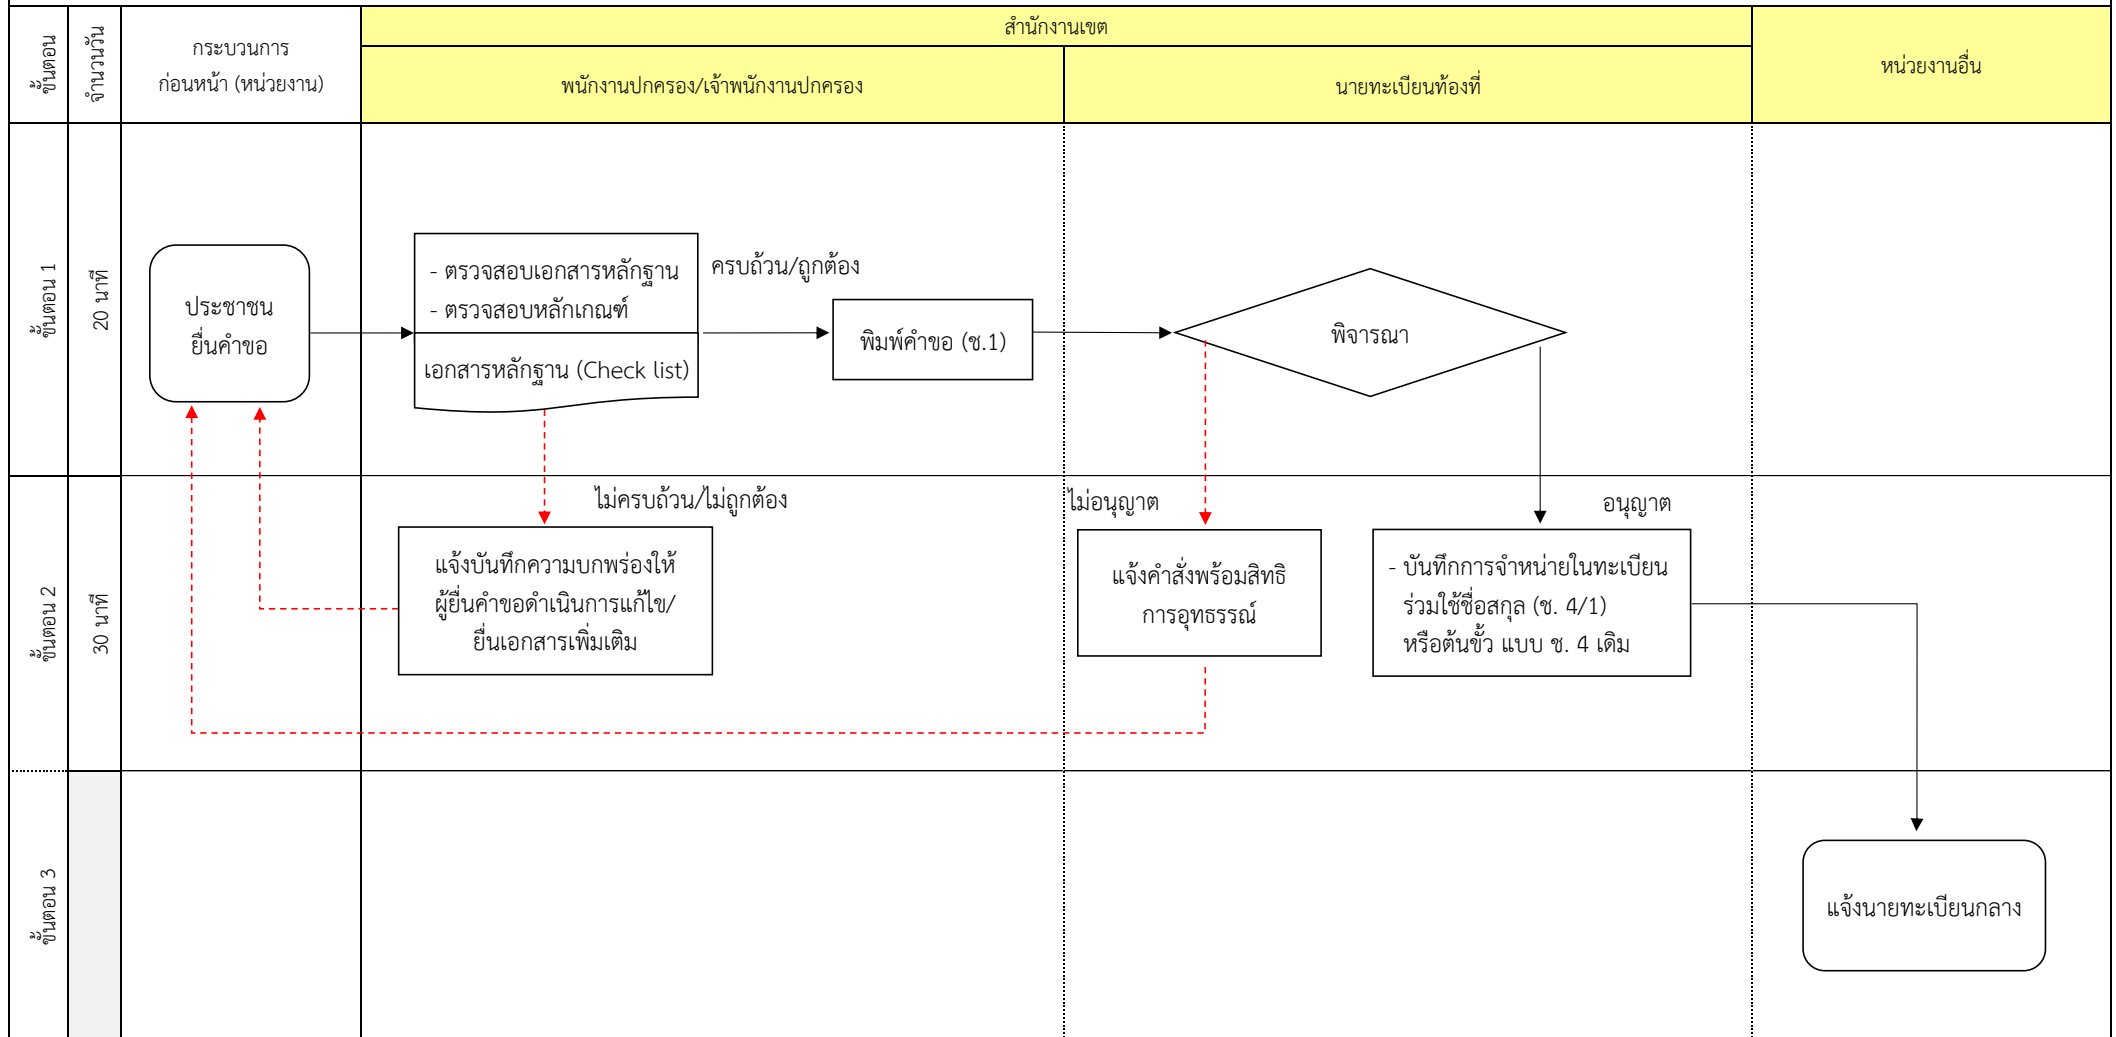 ขั้นตอน
จำนวนวัน
กระบวนการ
ก่อนหน้า (หน่วยงาน)
สำนักงานเขต
พนักงานปกครอง/เจ้าพนักงานปกครอง
นายทะเบียนท้องที่
หน่วยงานอื่น
ขั้นตอน 1
20 นาที
ประชาชน
ยื่นคำขอ
- ตรวจสอบเอกสารหลักฐาน
- ตรวจสอบหลักเกณฑ์
เอกสารหลักฐาน (Check list)
ครบถ้วน/ถูกต้อง
พิมพ์คำขอ (ช.1)
พิจารณา
ขั้นตอน 2
30 นาที
ไม่ครบถ้วน/ไม่ถูกต้อง
แจ้งบันทึกความบกพร่องให้
ผู้ยื่นคำขอดำเนินการแก้ไข/
ยื่นเอกสารเพิ่มเติม
ไม่อนุญาต
แจ้งคำสั่งพร้อมสิทธิ
การอุทธรรณ์
อนุญาต
- บันทึกการจำหน่ายในทะเบียน
ร่วมใช้ชื่อสกุล (ช. 4/1)
หรือต้นขั้ว แบบ ช. 4 เดิม
ขั้นตอน 3
แจ้งนายทะเบียนกลาง